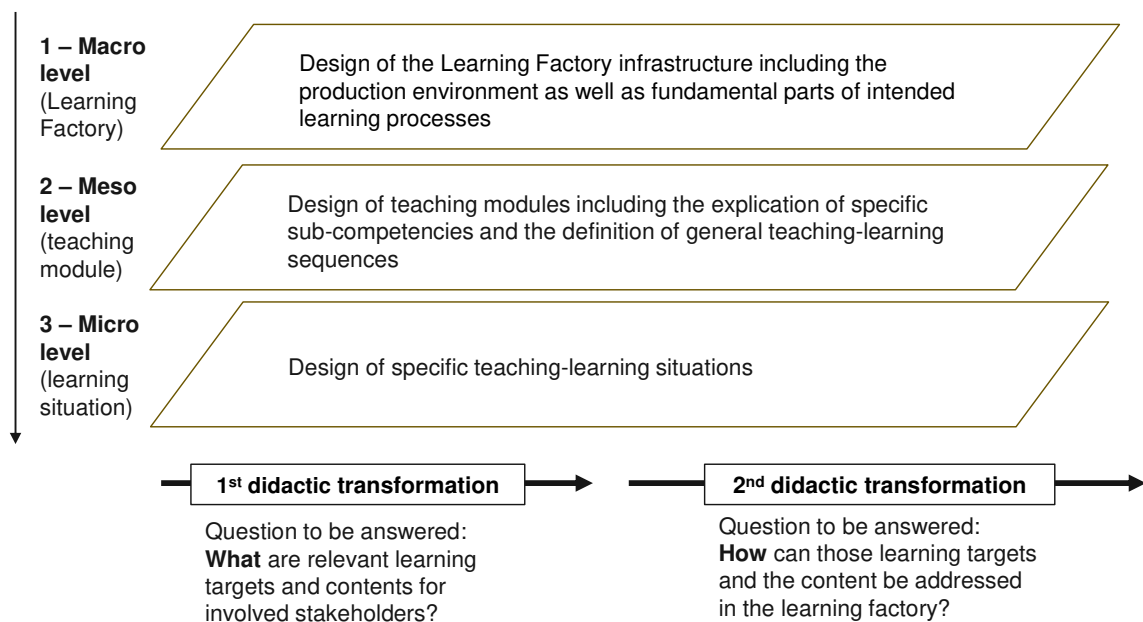 1 – Macro
level
(Learning
Factory)
Design of the Learning Factory infrastructure including the
production environment as well as fundamental parts of intended
learning processes
2 – Meso
level
(teaching
module)
Design of teaching modules including the explication of specific
sub-competencies and the definition of general teaching-learning
sequences
3 – Micro
level
(learning
situation)
Design of specific teaching-learning situations
1st didactic transformation
Question to be answered:
What are relevant learning
targets and contents for
involved stakeholders?
2nd didactic transformation
Question to be answered:
How can those learning targets
and the content be addressed
in the learning factory?